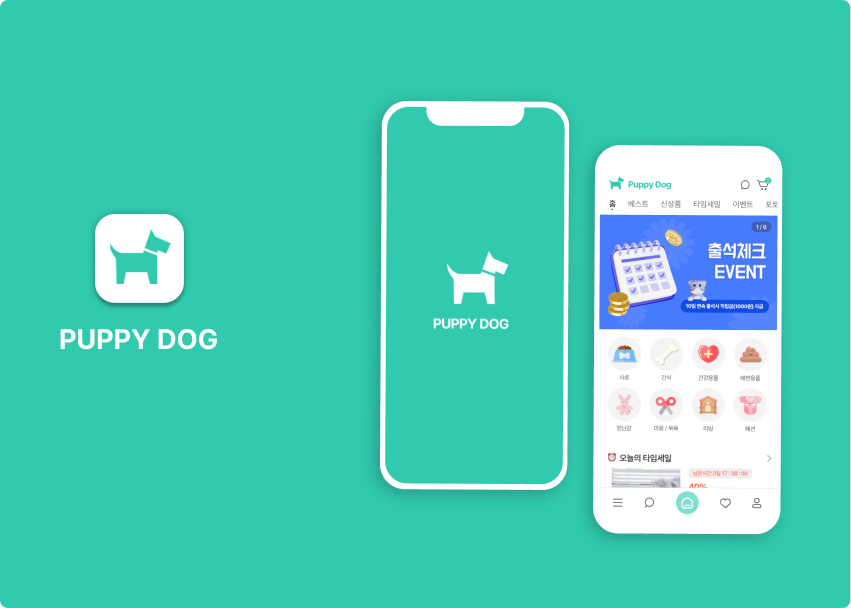 PUPPY DOG
PUPPY DOG
Puppy Dog
2
홈 베스트 신상품 타임세일 이벤트 포토
1 / 6
출석체크
EVENT
10일 연속 출석시 적립금(1000원) 지급
사료 간식 건강용품 배변용품
장난감 미용 / 목욕 리빙 패션
오늘의 타임세일
남은시간 0일 17 : 38 : 00
40%